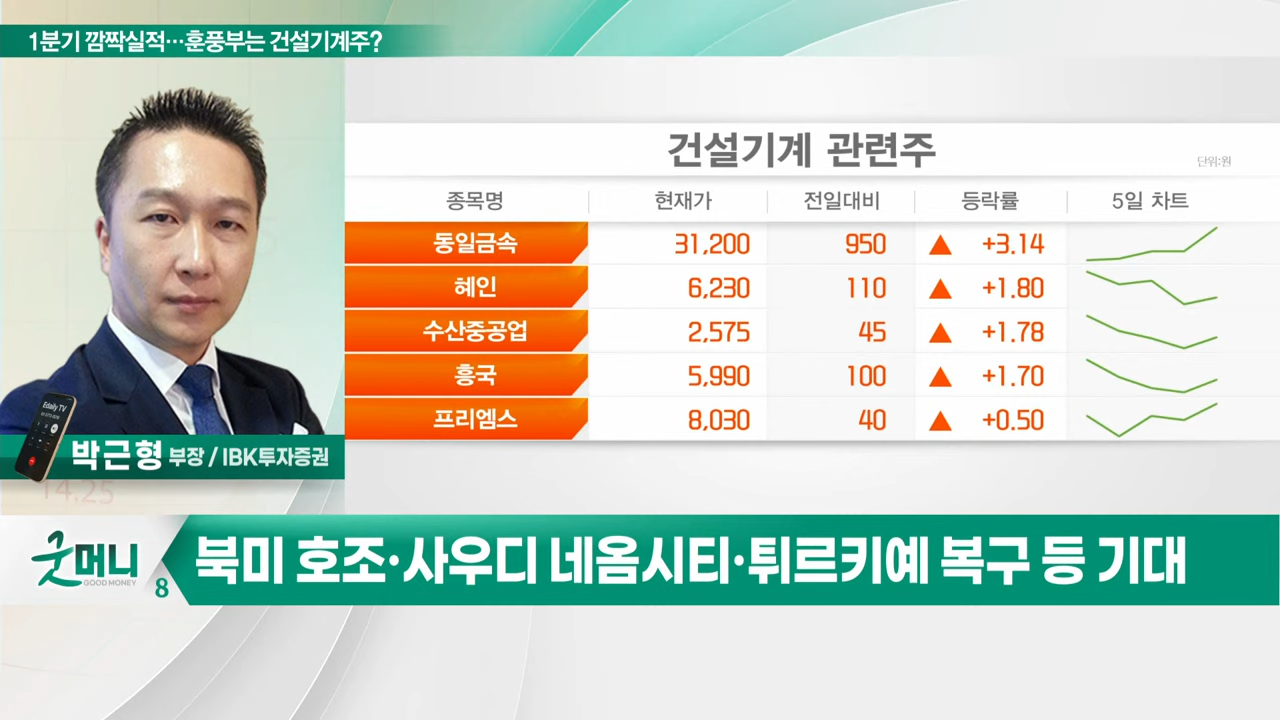 1분기 깜짝실적…훈풍부는 건설기계주?
건설기계 관련주
단위:원
종목명 현재가 전일대비 등락률 5일 차트
동일금속 31,200 950 ▲ +3.14
혜인 6,230 110 ▲ +1.80
수산중공업 2,575 45 ▲ +1.78
흥국 5,990 100 ▲ +1.70
프리엠스 8,030 40 ▲ +0.50
Edaily TV
박근형 부장 / IBK투자증권
14.25
굿머니
GOOD MONEY
8
북미 호조·사우디 네옴시티·튀르키예 복구 등 기대